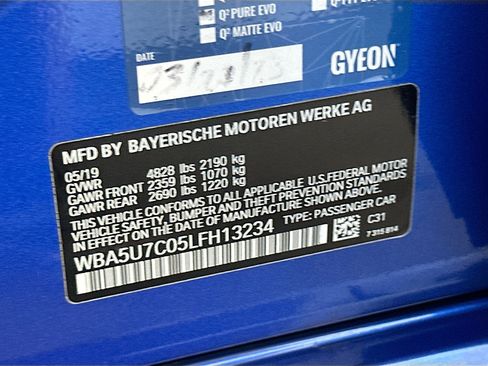 Q² PURE EVO
Q² MATTE EVO
DATE
GYEON
MFD BY BAYERISCHE MOTOREN WERKE AG
05/19 4828 lbs 2190 kg
GVWR
GAWR FRONT 2359 lbs 1070 kg
GAWR REAR 2690 lbs 1220 kg
THIS VEHICLE CONFORMS TO ALL APPLICABLE U.S.FEDERAL MOTOR
VEHICLE SAFETY, BUMPER, AND THEFT PREVENTION STANDARDS
IN EFFECT ON THE DATE OF MANUFACTURE SHOWN ABOVE.
WBA5U7C05LFH13234 TYPE: PASSENGER CAR
C31
7 315 814